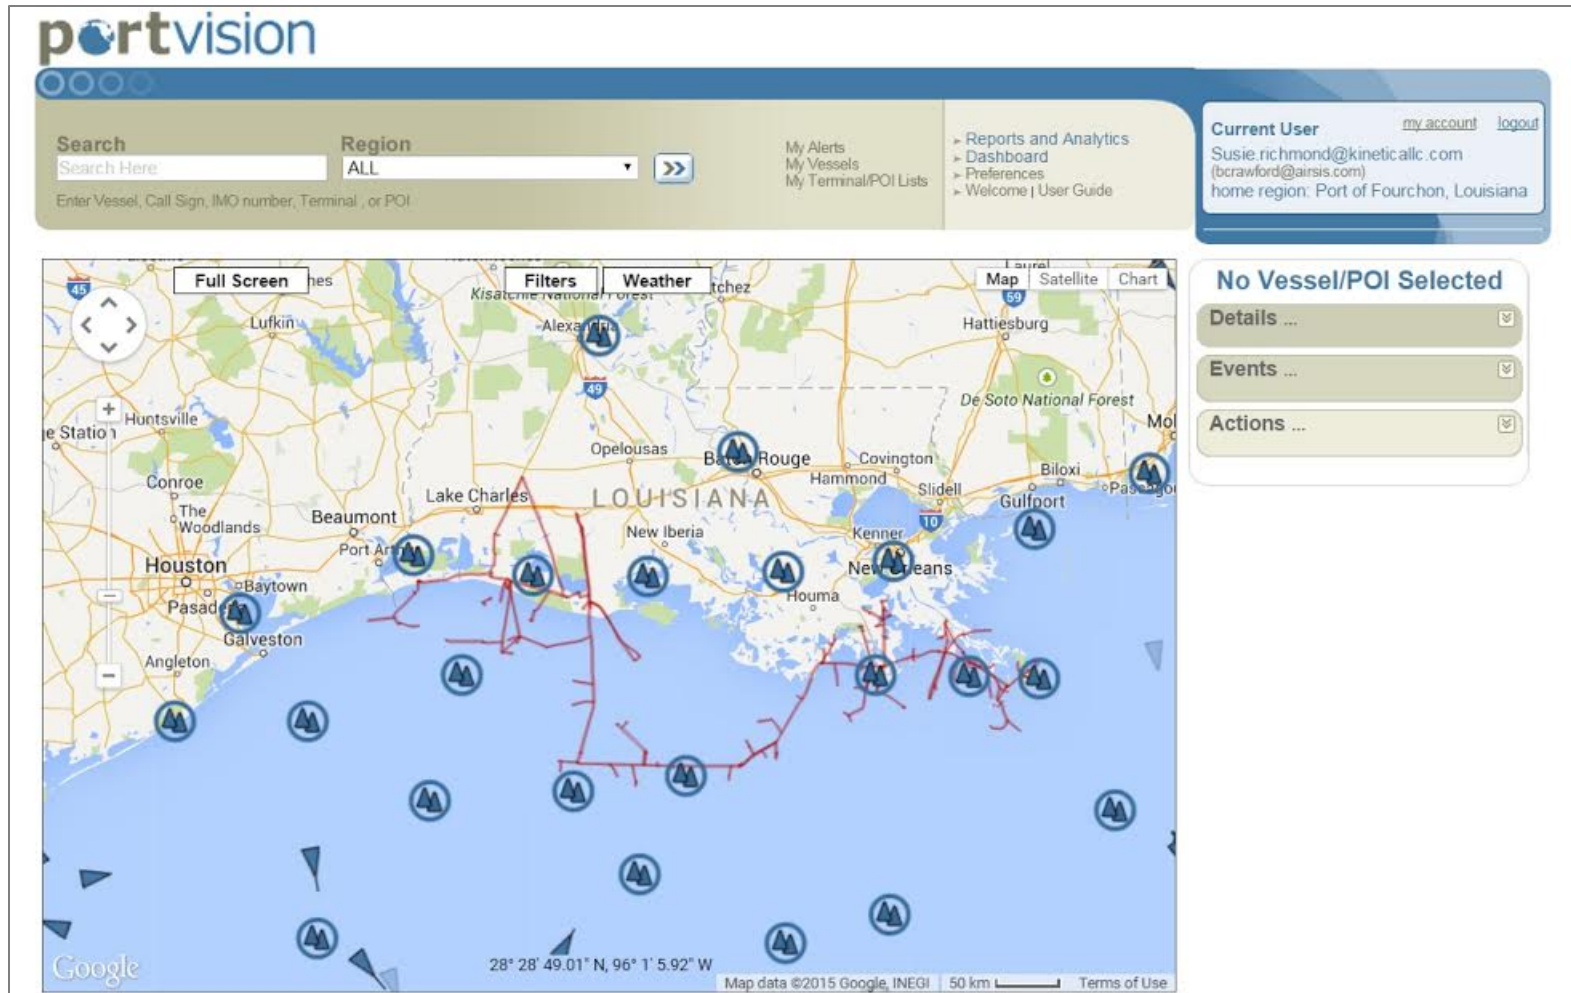 portvision
Search
Search Here
Enter Vessel, Call Sign, IMO number, Terminal , or POI
Region
ALL
My Alerts
My Vessels
My Terminal/POI Lists
Reports and Analytics
Dashboard
Preferences
Welcome | User Guide
Current User
my account
logout
Susie.richmond@kineticallc.com
(bcrawford@airsis.com)
home region: Port of Fourchon, Louisiana
Full Screen
Filters
Weather
Map
Satellite
Chart
45
59
Lufkin
Hattiesburg
49
De Soto National Forest
Huntsville
Opelousas
Covington
Hammond
Biloxi
Conroe
Lake Charles
LOUISIANA
Slidell
Gulfport
The
Woodlands
Beaumont
New Iberia
Kenner
10
Houston
Baytown
Houma
Galveston
Angleton
Google
28° 28' 49.01" N, 96° 1' 5.92" W
Map data ©2015 Google, INEGI
50 km
Terms of Use
No Vessel/POI Selected
Details ...
Events ...
Actions ...